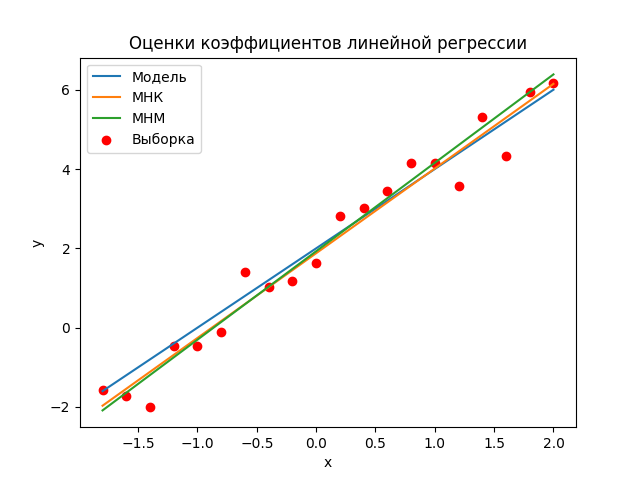 Оценки коэффициентов линейной регрессии
Модель
МНК
МНМ
Выборка
6
4
2
0
−2
y
−1.5 −1.0 −0.5 0.0 0.5 1.0 1.5 2.0
x